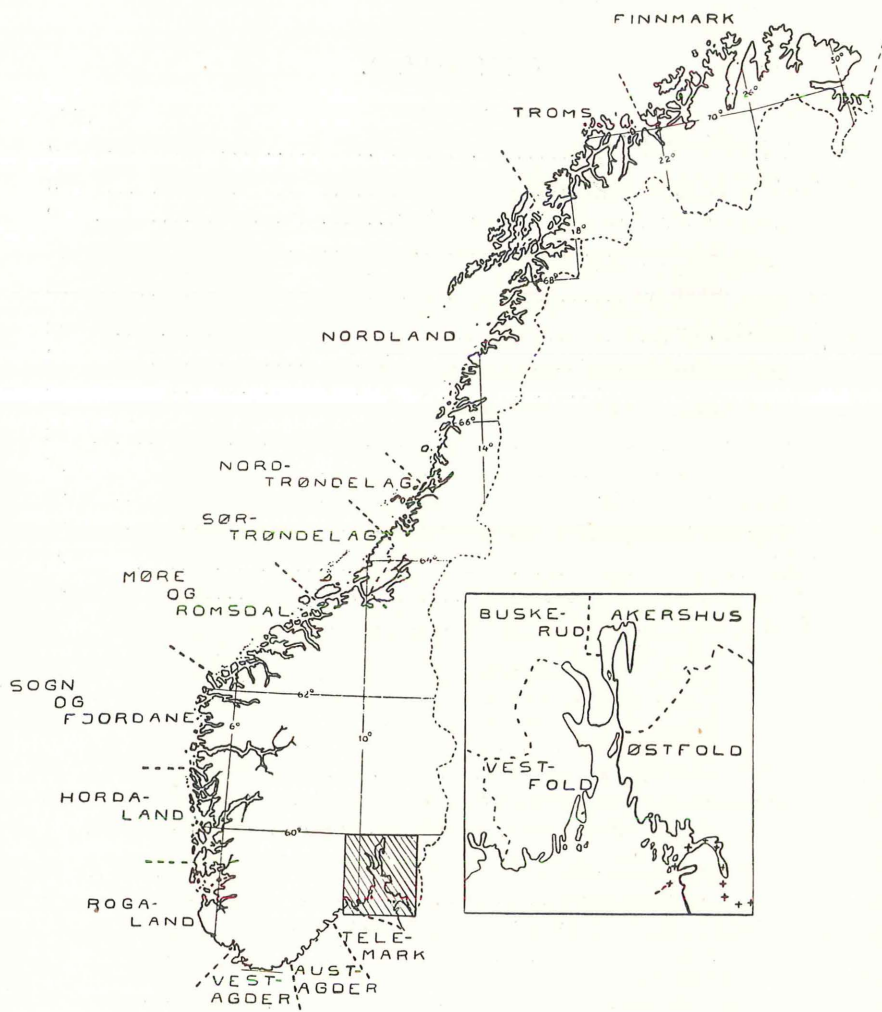 FINNMARK
30°
26°
TROMS
70°
22°
18°
68°
NORDLAND
66°
14°
NORD-
TRØNDELAG
SØR-
TRØNDELAG
64°
MØRE
OG
ROMSDAL
BUSKE-
RUD
AKERSHUS
SOGN
OG
FJORDANE
62°
6°
10°
ØSTFOLD
VEST-
FOLD
HORDA-
LAND
60°
ROGA-
LAND
TELE-
MARK
VEST-
AGDER
AUST-
AGDER